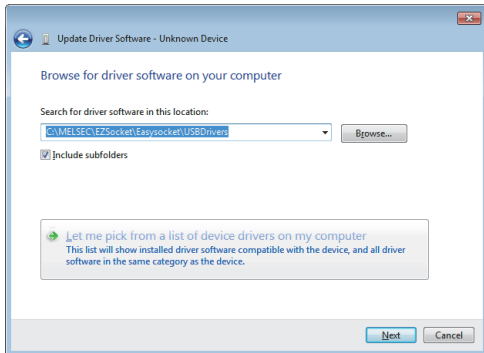 Update Driver Software - Unknown Device
Browse for driver software on your computer
Search for driver software in this location:
C:\MELSEC\EZSocket\Easysocket\USBDrivers
Browse...
Include subfolders
Let me pick from a list of device drivers on my computer
This list will show installed driver software compatible with the device, and all driver
software in the same category as the device.
Next Cancel